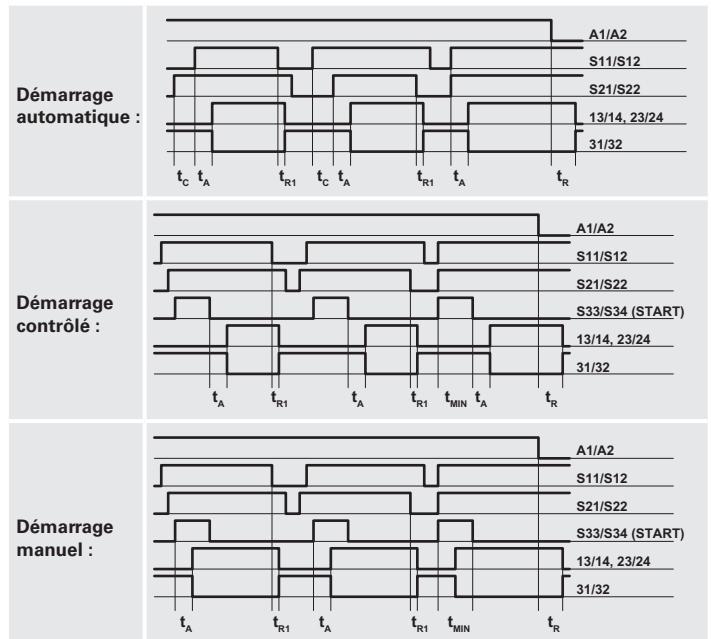 Démarrage
automatique :
A1/A2
S11/S12
S21/S22
13/14, 23/24
31/32
tC tA tR1 tC tA tR1 tA tR
Démarrage
contrôlé :
A1/A2
S11/S12
S21/S22
S33/S34 (START)
13/14, 23/24
31/32
tA tR1 tA tR1 tMIN tA tR
Démarrage
manuel :
A1/A2
S11/S12
S21/S22
S33/S34 (START)
13/14, 23/24
31/32
tA tR1 tA tR1 tMIN tR